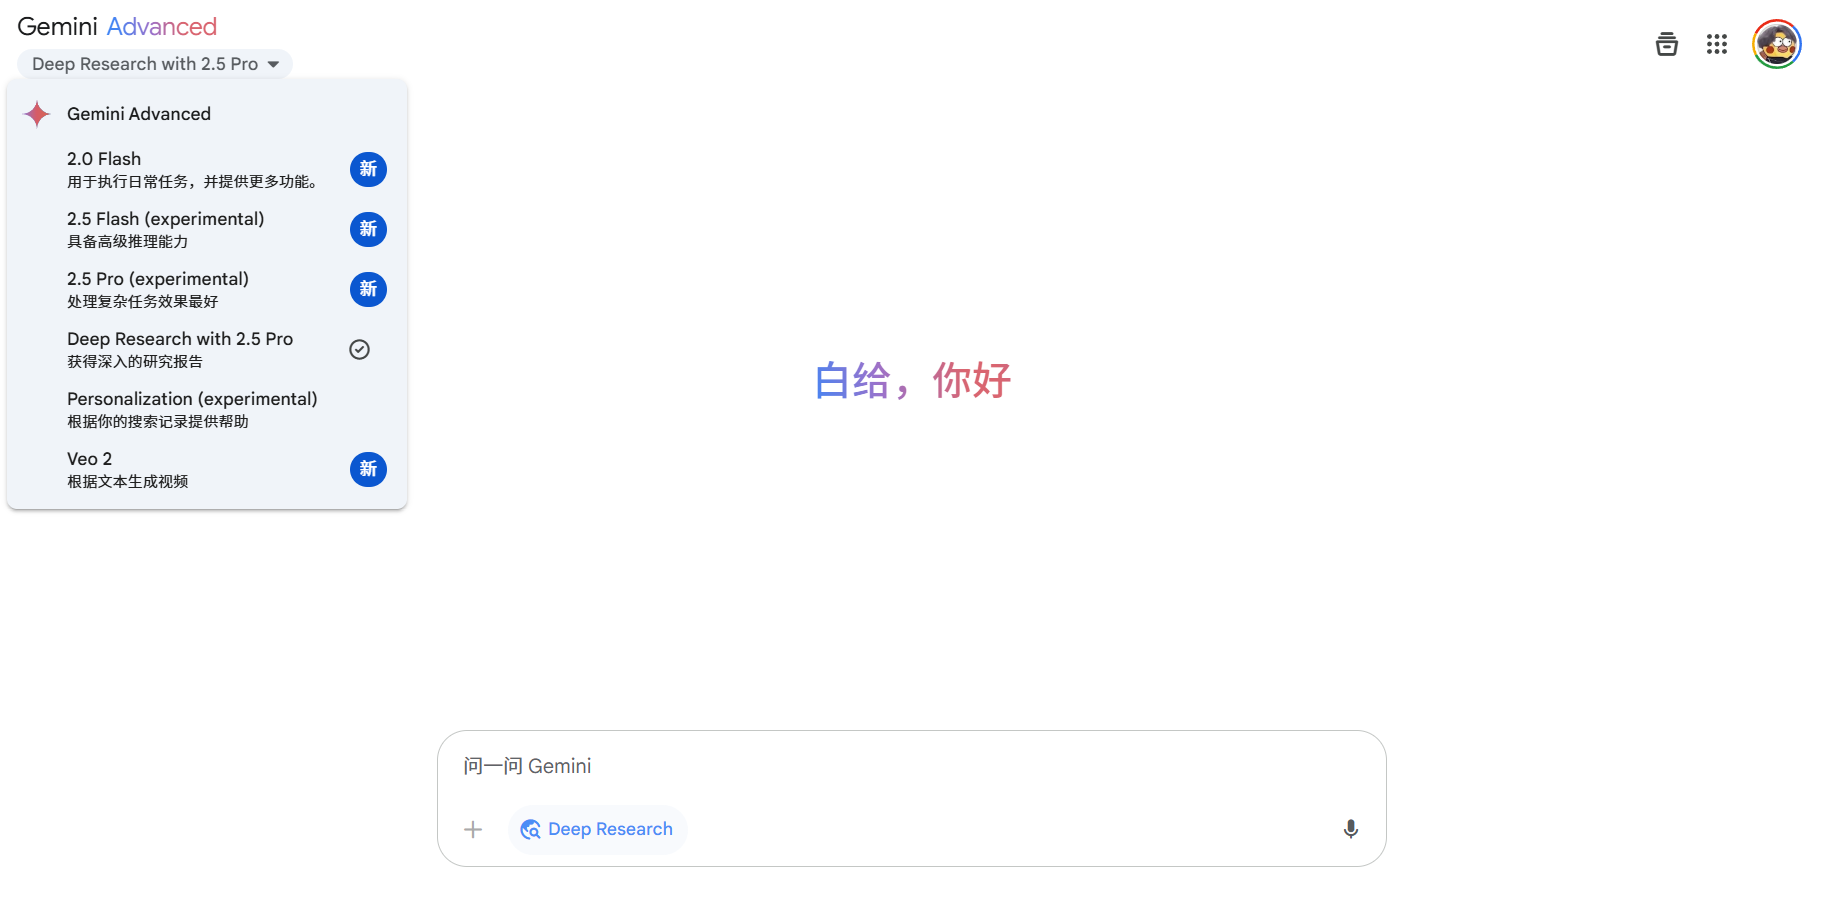 Gemini Advanced
Deep Research with 2.5 Pro
Gemini Advanced
2.0 Flash
用于执行日常任务，并提供更多功能。
新
2.5 Flash (experimental)
具备高级推理能力
新
2.5 Pro (experimental)
处理复杂任务效果最好
新
Deep Research with 2.5 Pro
获得深入的研究报告
Personalization (experimental)
根据你的搜索记录提供帮助
Veo 2
根据文本生成视频
新
白给，你好
问一问 Gemini
Deep Research